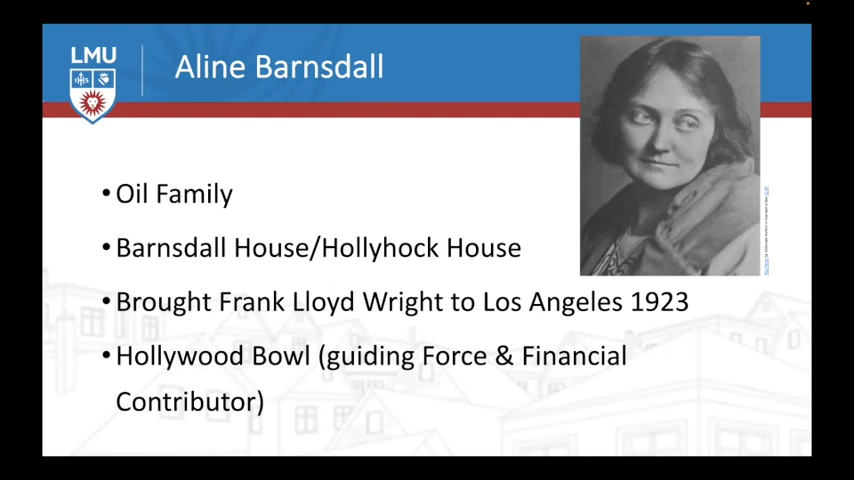 LMU
IHS
Aline Barnsdall
• Oil Family
• Barnsdall House/Hollyhock House
• Brought Frank Lloyd Wright to Los Angeles 1923
• Hollywood Bowl (guiding Force & Financial
Contributor)